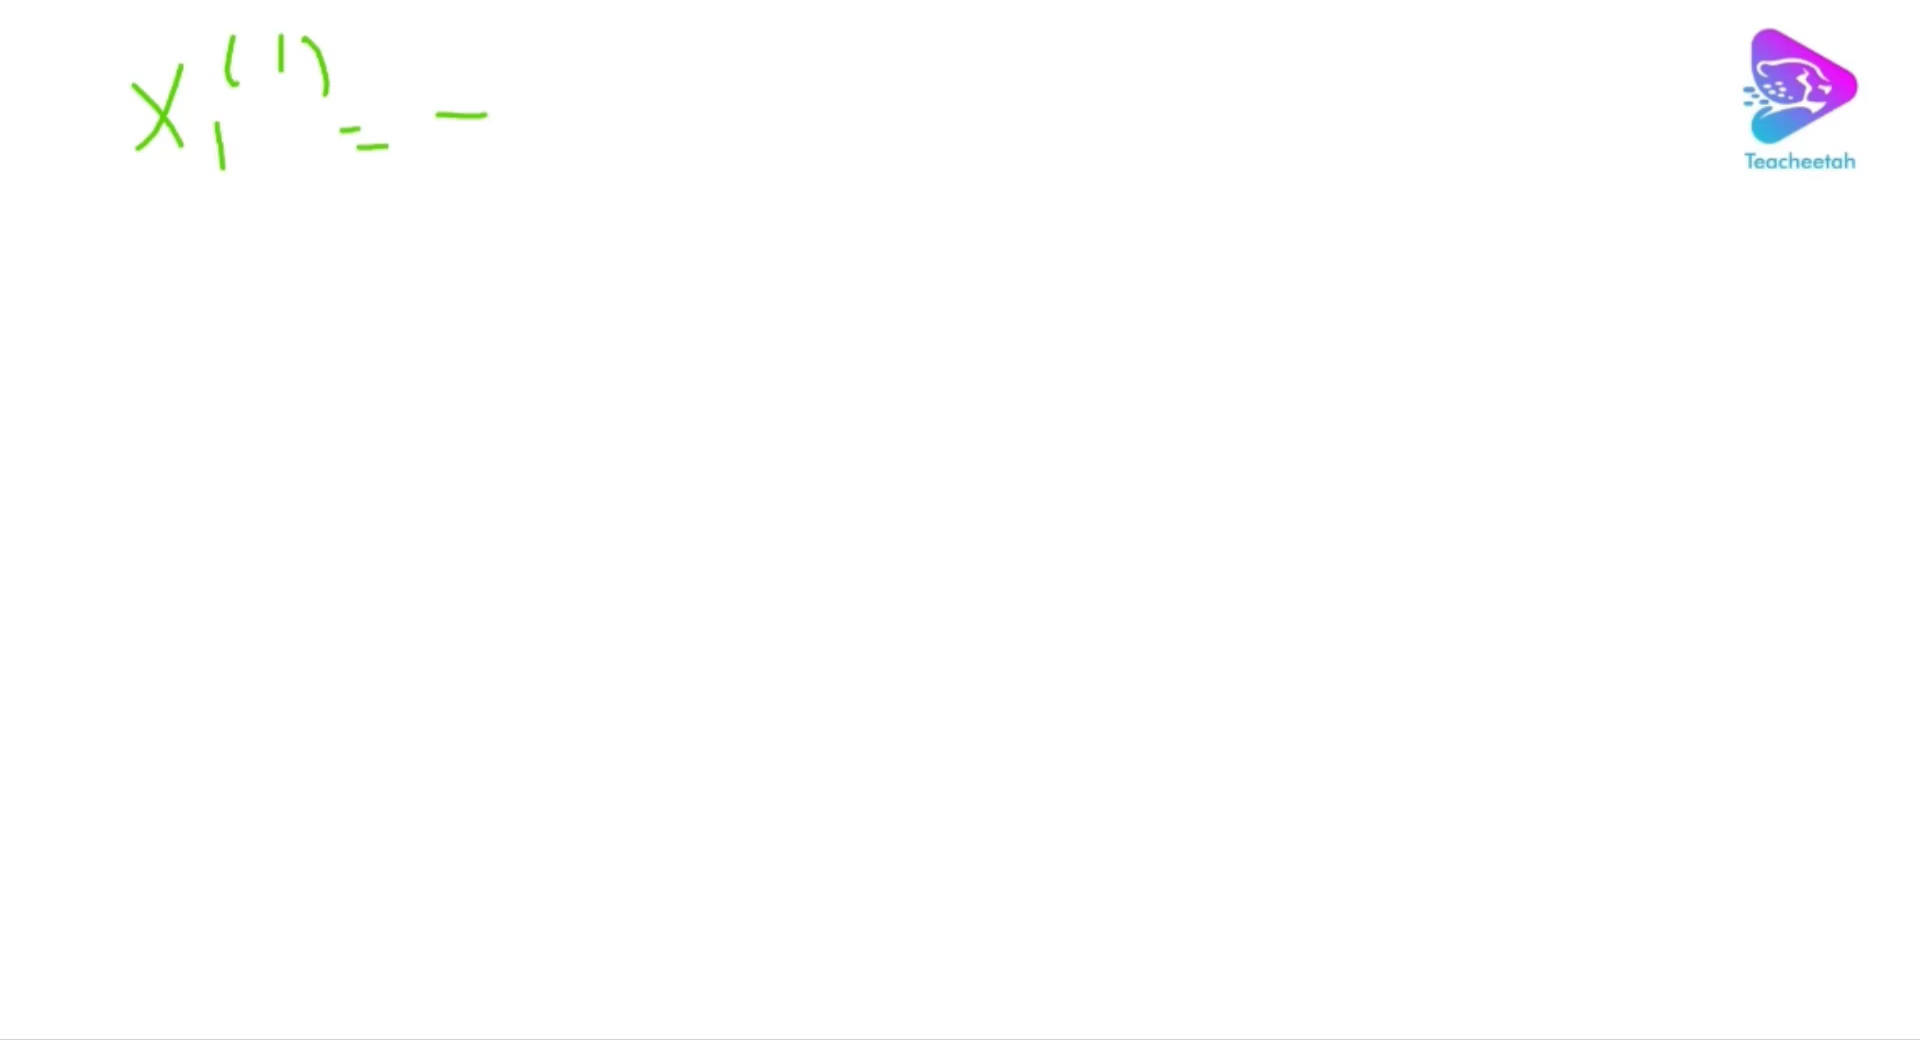 X₁⁽¹⁾ = −
Teacheetah